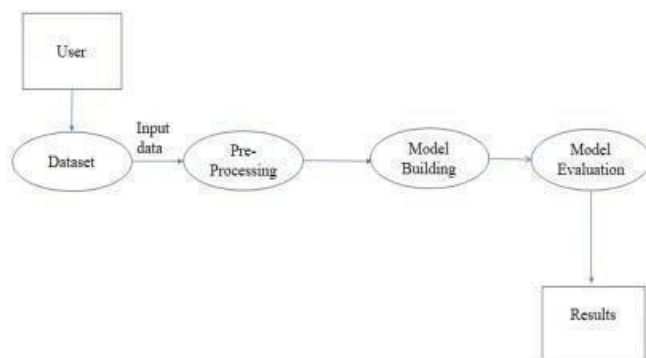 User
Input
data
Dataset
Pre-
Processing
Model
Building
Model
Evaluation
Results